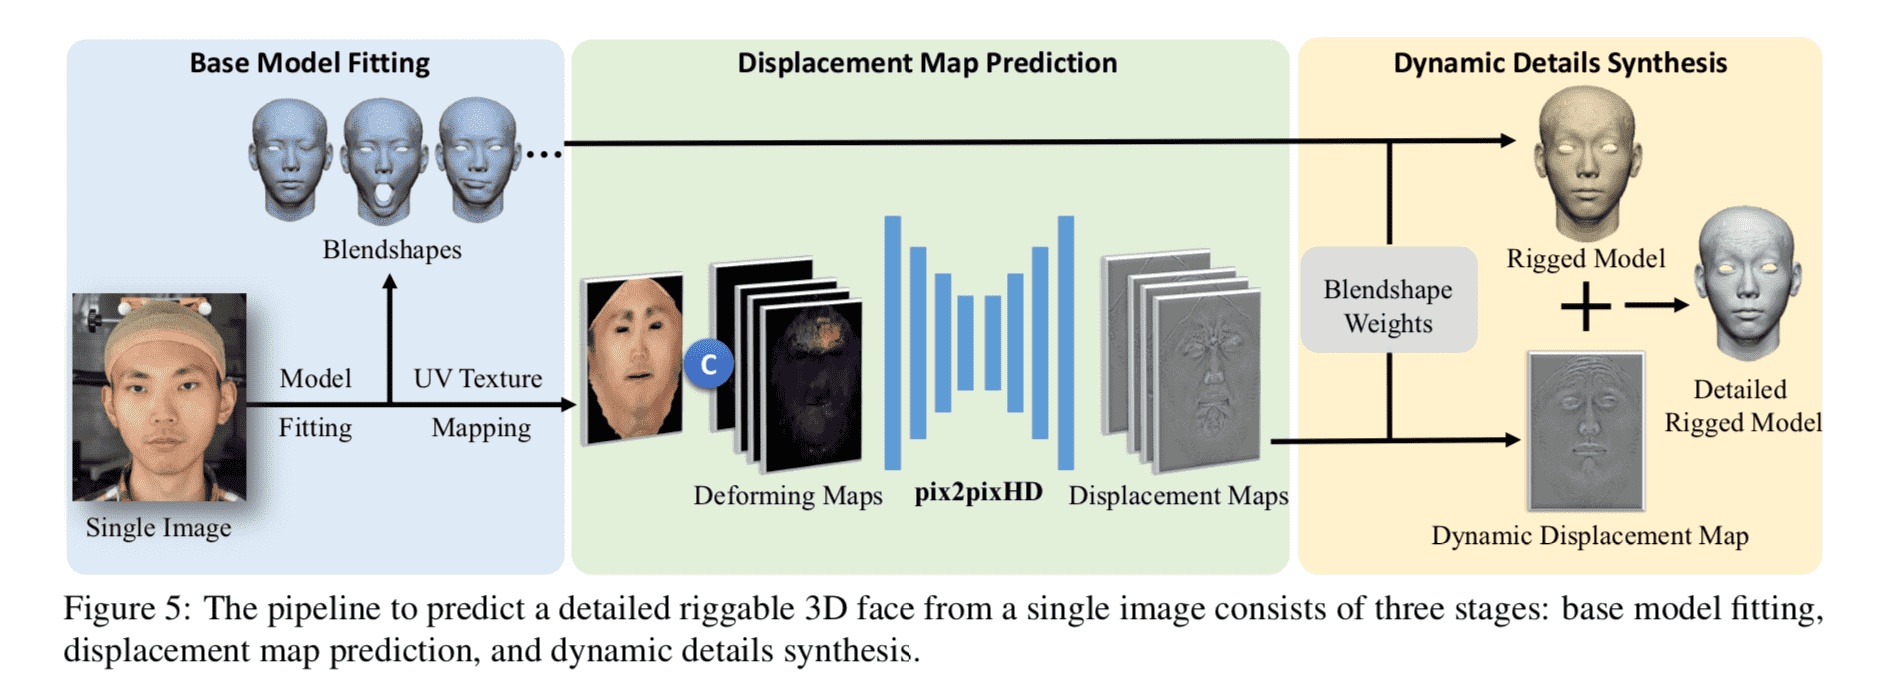 Base Model Fitting
Displacement Map Prediction
Dynamic Details Synthesis
Blendshapes
Model
Fitting
UV Texture
Mapping
Single Image
C
Deforming Maps
pix2pixHD
Displacement Maps
Blendshape
Weights
Rigged Model
Detailed
Rigged Model
Dynamic Displacement Map
Figure 5: The pipeline to predict a detailed riggable 3D face from a single image consists of three stages: base model fitting,
displacement map prediction, and dynamic details synthesis.